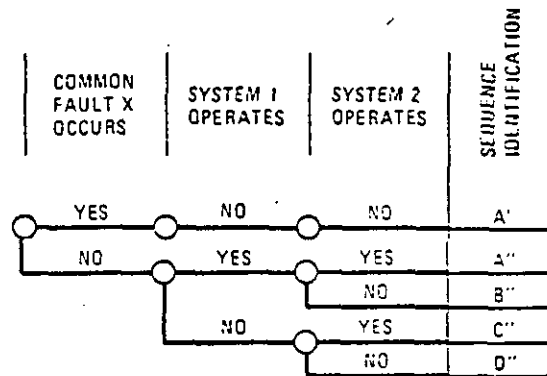 COMMON
FAULT X
OCCURS
SYSTEM 1
OPERATES
SYSTEM 2
OPERATES
SEQUENCE
IDENTIFICATION
YES NO NO A'
NO YES YES A''
NO B''
NO YES C''
NO D''